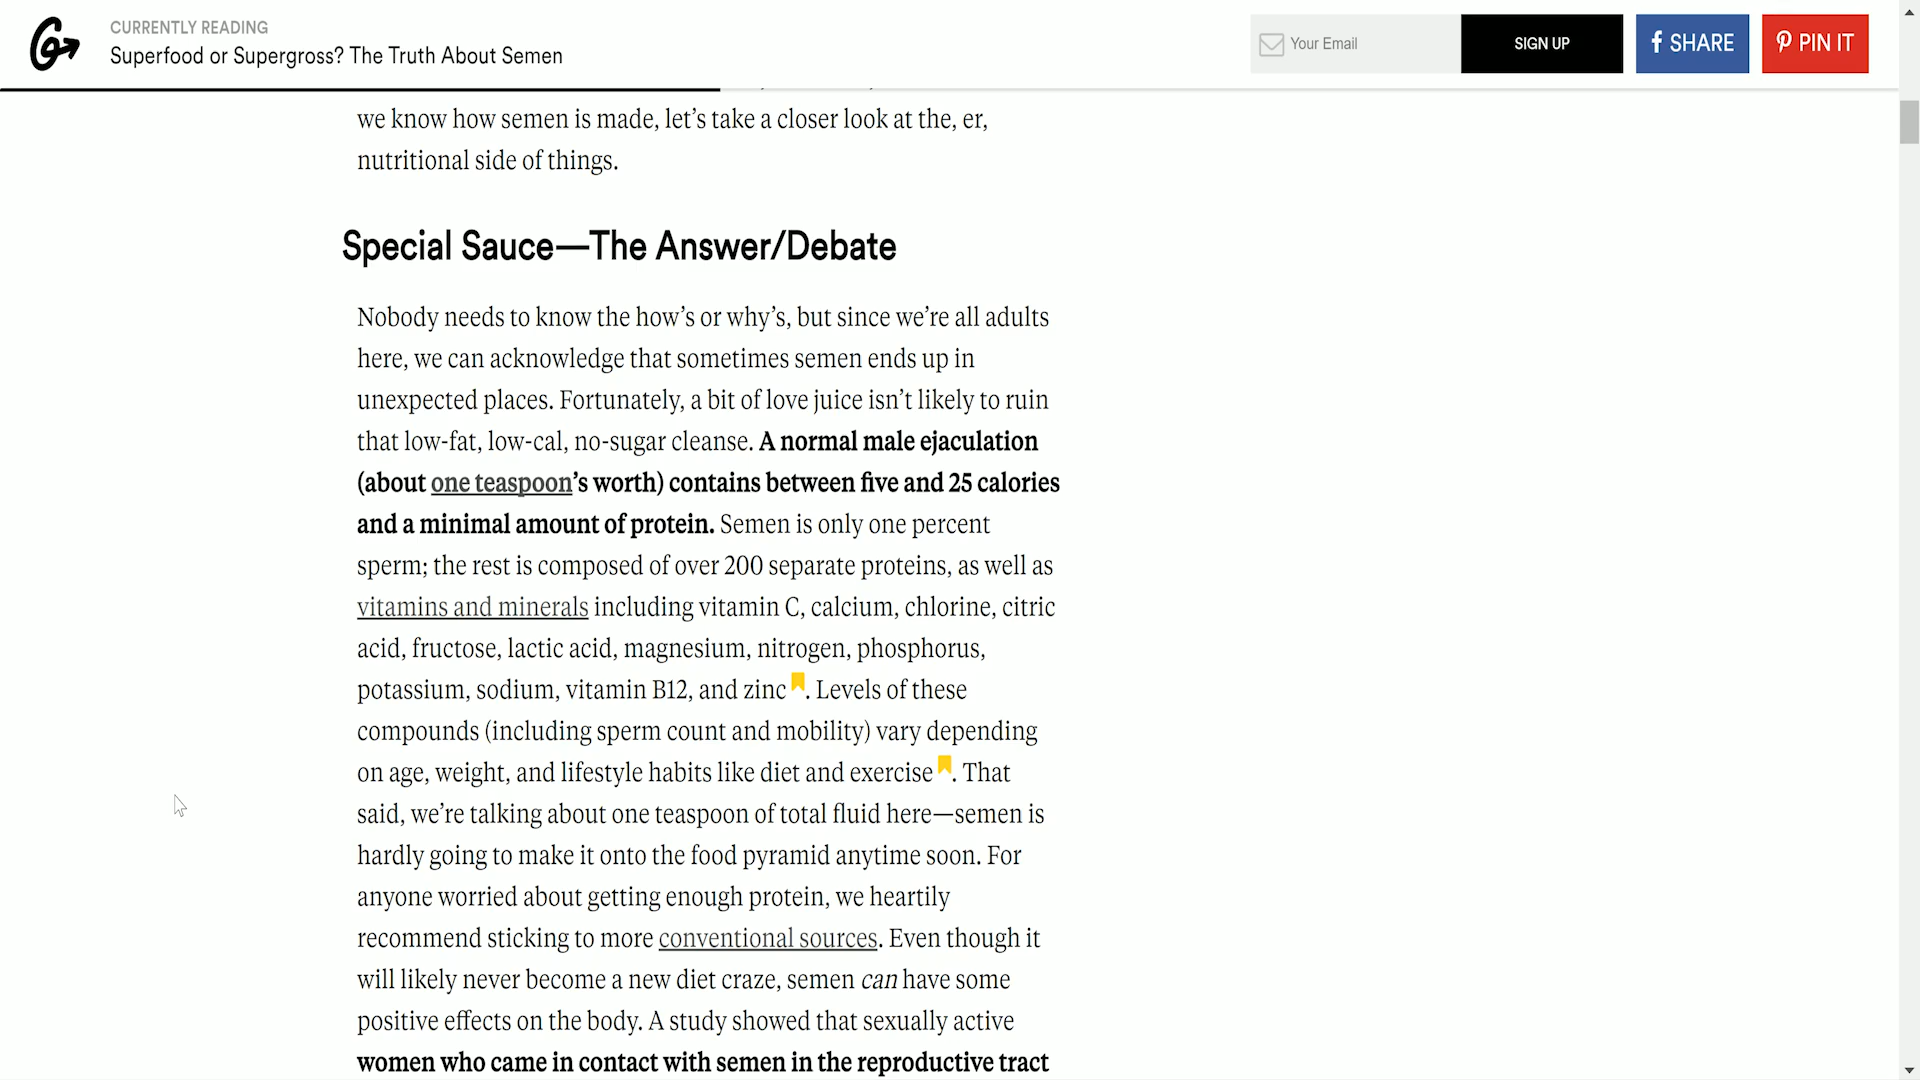 CURRENTLY READING
Superfood or Supergross? The Truth About Semen
Your Email
SIGN UP
SHARE
PIN IT
we know how semen is made, let’s take a closer look at the, er,
nutritional side of things.
Special Sauce—The Answer/Debate
Nobody needs to know the how’s or why’s, but since we’re all adults
here, we can acknowledge that sometimes semen ends up in
unexpected places. Fortunately, a bit of love juice isn’t likely to ruin
that low-fat, low-cal, no-sugar cleanse. A normal male ejaculation
(about one teaspoon’s worth) contains between five and 25 calories
and a minimal amount of protein. Semen is only one percent
sperm; the rest is composed of over 200 separate proteins, as well as
vitamins and minerals including vitamin C, calcium, chlorine, citric
acid, fructose, lactic acid, magnesium, nitrogen, phosphorus,
potassium, sodium, vitamin B12, and zinc. Levels of these
compounds (including sperm count and mobility) vary depending
on age, weight, and lifestyle habits like diet and exercise. That
said, we’re talking about one teaspoon of total fluid here—semen is
hardly going to make it onto the food pyramid anytime soon. For
anyone worried about getting enough protein, we heartily
recommend sticking to more conventional sources. Even though it
will likely never become a new diet craze, semen can have some
positive effects on the body. A study showed that sexually active
women who came in contact with semen in the reproductive tract